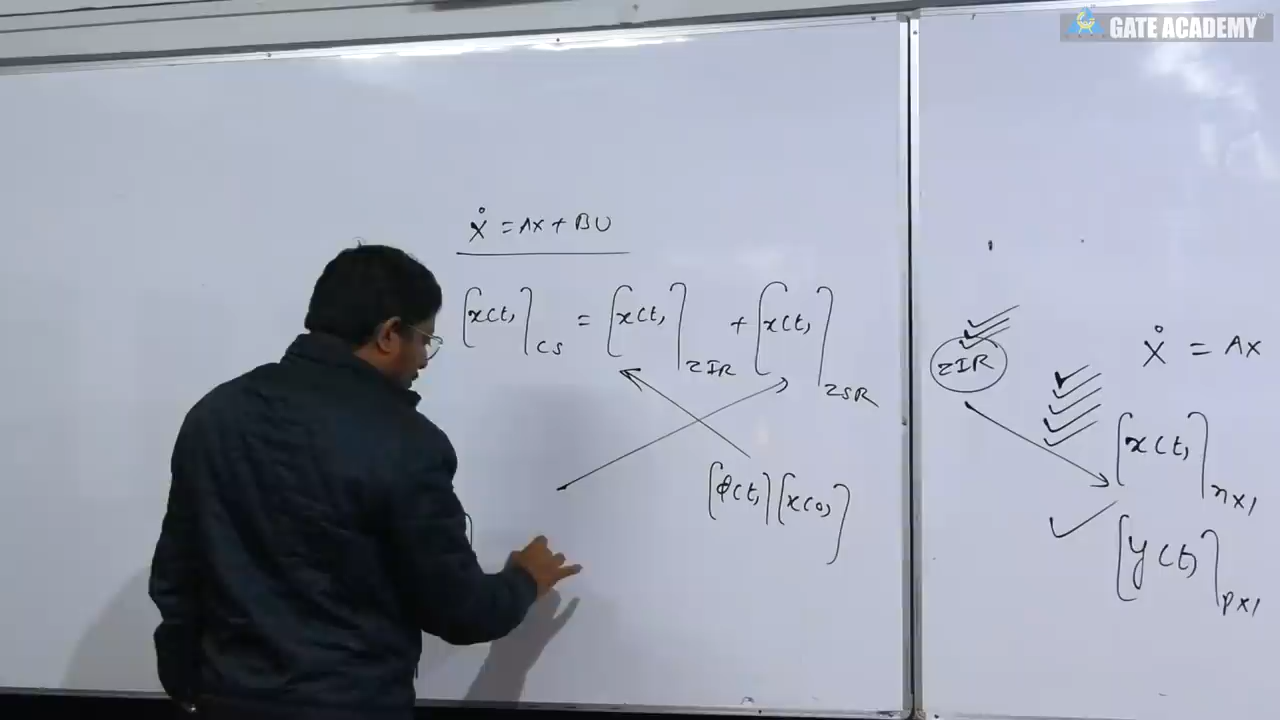 GATE ACADEMY
Ẋ = AX + BU
[x(t)]CS = [x(t)]ZIR + [x(t)]ZSR
[ϕ(t)][x(0)]
ZIR
Ẋ = AX
[x(t)]n×1
[y(t)]p×1